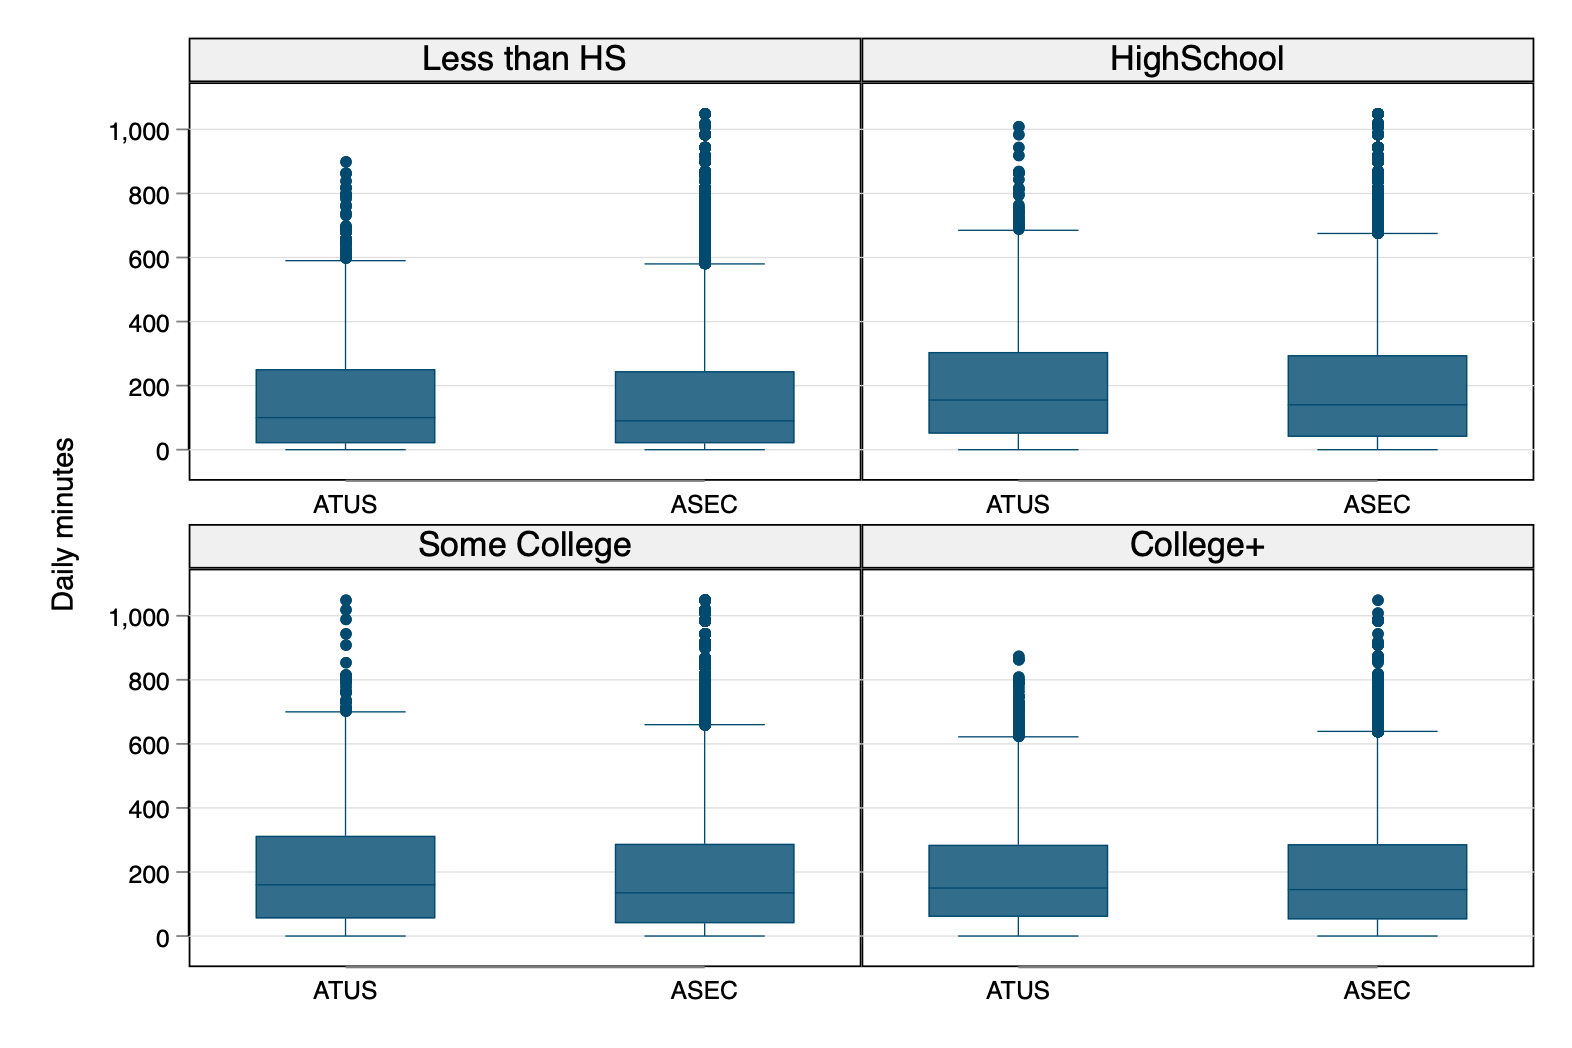 Less than HS
HighSchool
1,000
800
600
400
200
0
ATUS
ASEC
ATUS
ASEC
Daily minutes
Some College
College+
1,000
800
600
400
200
0
ATUS
ASEC
ATUS
ASEC